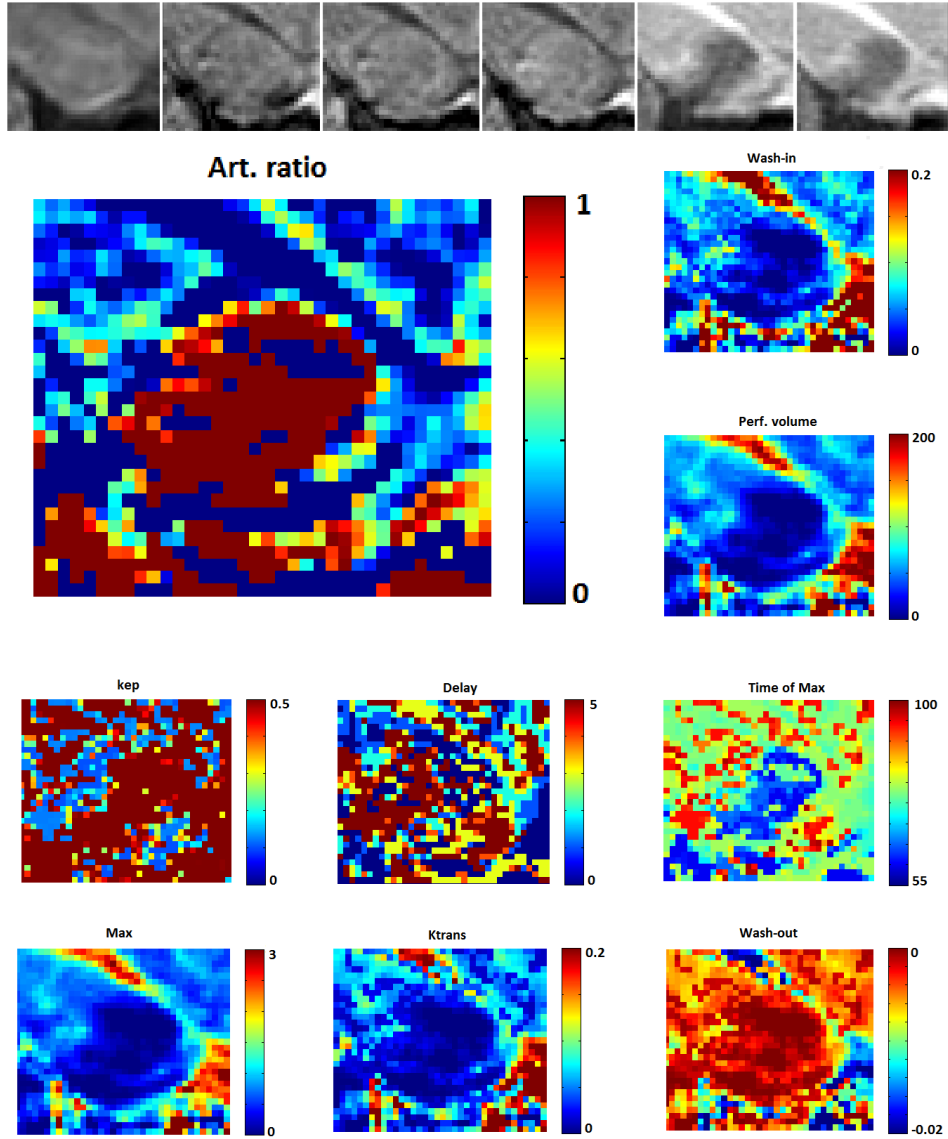 Art. ratio
1
0
Wash-in
0.2
0
Perf. volume
200
0
kep
0.5
0
Delay
5
0
Time of Max
100
55
Max
3
0
Ktrans
0.2
0
Wash-out
0
-0.02